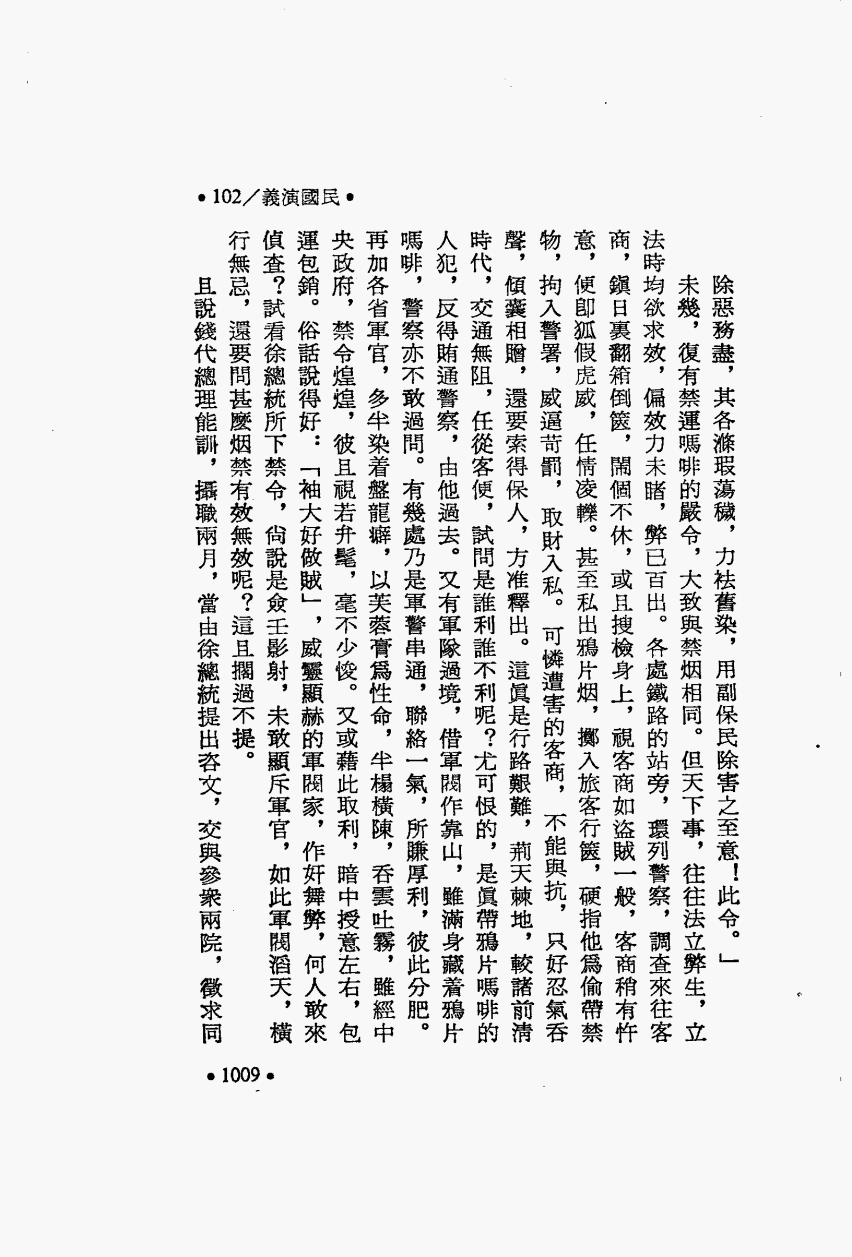 •102/義演國民•
除惡務盡，其各滌瑕蕩穢，力祛舊染，用副保民除害之至意！此令。」
未幾，復有禁運嗎啡的嚴令，大致與禁烟相同。但天下事，往往法立弊生，立
法時均欲求效，偏效力未睹，弊已百出。各處鐵路的站旁，環列警察，調查來往客
商，鎭日裏翻箱倒篋，鬧個不休，或且搜檢身上，視客商如盜賊一般，客商稍有忤
意，便卽狐假虎威，任情凌轢。甚至私出鴉片烟，擲入旅客行篋，硬指他爲偷帶禁
物，拘入警署，威逼苛罰，取財入私。可憐遭害的客商，不能與抗，只好忍氣吞
聲，傾囊相贈，還要索得保人，方准釋出。這眞是行路艱難，荊天棘地，較諸前淸
時代，交通無阻，任從客便，試問是誰利誰不利呢？尤可恨的，是眞帶鴉片嗎啡的
人犯，反得賄通警察，由他過去。又有軍隊過境，借軍閥作靠山，雖滿身藏着鴉片
嗎啡，警察亦不敢過問。有幾處乃是軍警串通，聯絡一氣，所賺厚利，彼此分肥。
再加各省軍官，多半染着盤龍癖，以芙蓉膏爲性命，半榻橫陳，吞雲吐霧，雖經中
央政府，禁令煌煌，彼且視若弁髦，毫不少悛。又或藉此取利，暗中授意左右，包
運包銷。俗話說得好：「袖大好做賊」，威靈顯赫的軍閥家，作奸舞弊，何人敢來
偵查？試看徐總統所下禁令，尙說是僉壬影射，未敢顯斥軍官，如此軍閥滔天，橫
行無忌，還要問甚麼烟禁有效無效呢？這且擱過不提。
且說錢代總理能訓，攝職兩月，當由徐總統提出咨文，交與參衆兩院，徵求同
•1009•